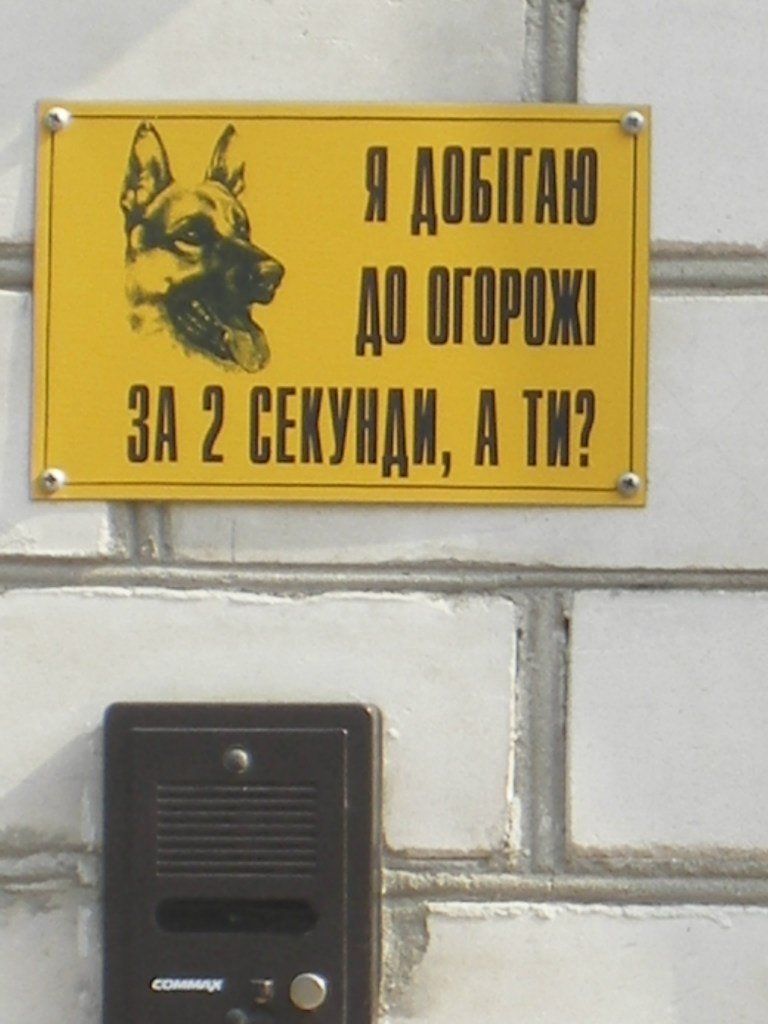 Я ДОБІГАЮ
ДО ОГОРОЖІ
ЗА 2 СЕКУНДИ, А ТИ?
COMMAX